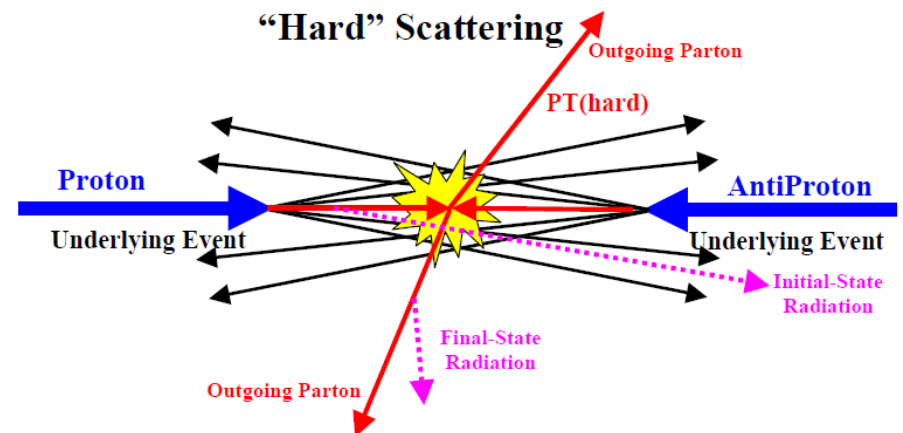 “Hard” Scattering
Outgoing Parton
PT(hard)
Proton
AntiProton
Underlying Event
Underlying Event
Initial-State
Radiation
Final-State
Radiation
Outgoing Parton